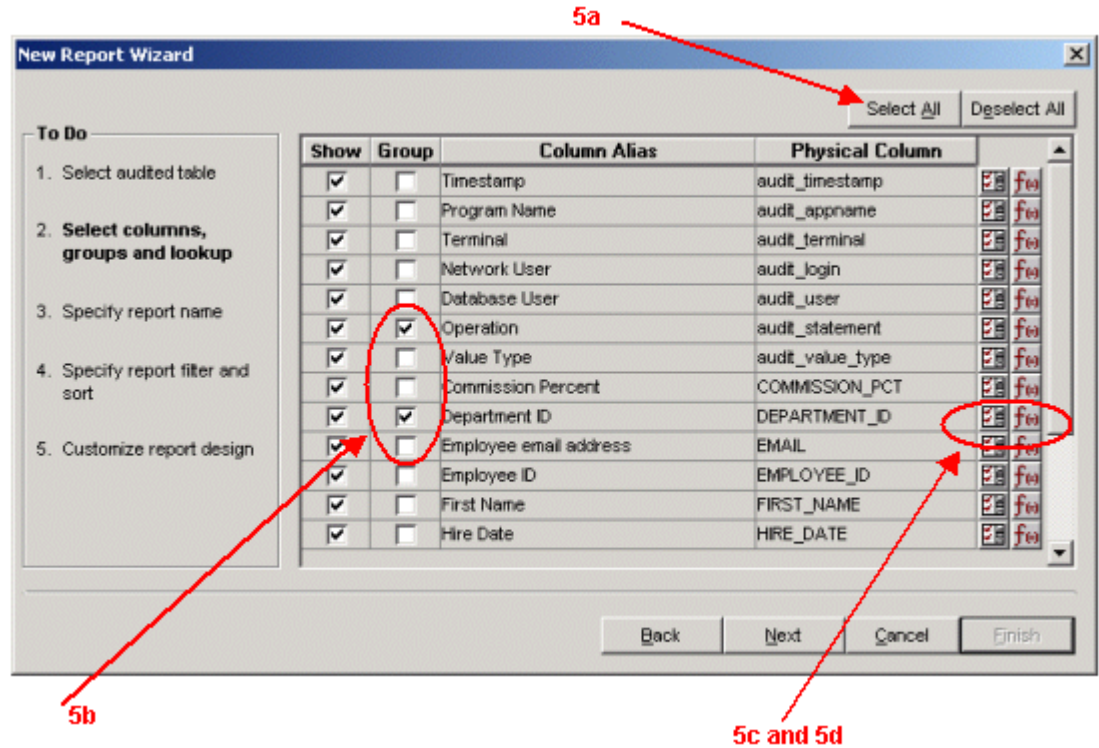 5a
New Report Wizard
Select All Deselect All
To Do
1. Select audited table
2. Select columns,
groups and lookup
3. Specify report name
4. Specify report filter and
sort
5. Customize report design
Show Group Column Alias Physical Column
Timestamp audit_timestamp
Program Name audit_appname
Terminal audit_terminal
Network User audit_login
Database User audit_user
Operation audit_statement
Value Type audit_value_type
Commission Percent COMMISSION_PCT
Department ID DEPARTMENT_ID
Employee email address EMAIL
Employee ID EMPLOYEE_ID
First Name FIRST_NAME
Hire Date HIRE_DATE
Back Next Cancel Finish
5b
5c and 5d